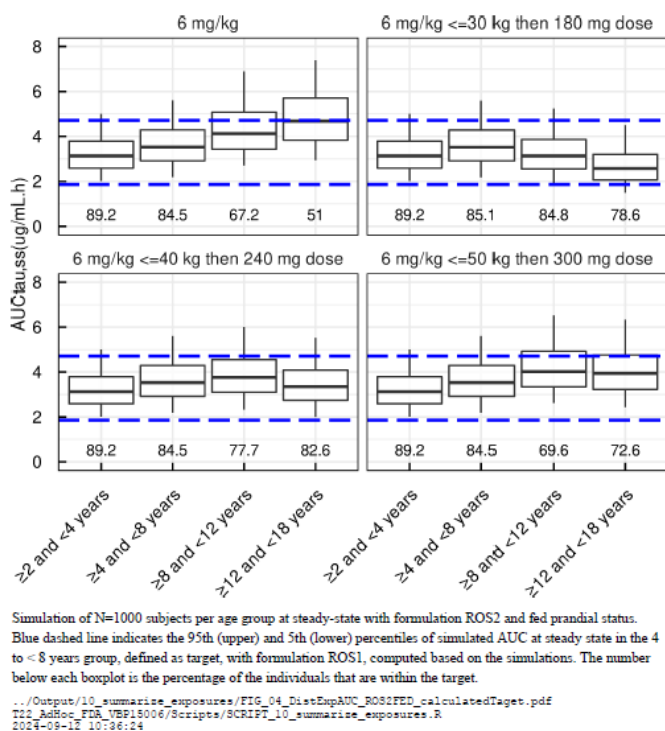 6 mg/kg
6 mg/kg <=30 kg then 180 mg dose
8
6
4
2
0
89.2 84.5 67.2 51
89.2 85.1 84.8 78.6
AUCtau,ss(ug/mL.h)
6 mg/kg <=40 kg then 240 mg dose
6 mg/kg <=50 kg then 300 mg dose
8
6
4
2
0
89.2 84.5 77.7 82.6
89.2 84.5 69.6 72.6
≥2 and <4 years
≥4 and <8 years
≥8 and <12 years
≥12 and <18 years
≥2 and <4 years
≥4 and <8 years
≥8 and <12 years
≥12 and <18 years
Simulation of N=1000 subjects per age group at steady-state with formulation ROS2 and fed prandial status.
Blue dashed line indicates the 95th (upper) and 5th (lower) percentiles of simulated AUC at steady state in the 4
to < 8 years group, defined as target, with formulation ROS1, computed based on the simulations. The number
below each boxplot is the percentage of the individuals that are within the target.
../Output/10_summarize_exposures/FIG_04_DistExpAUC_ROS2FED_calculatedTaget.pdf
T22_AdHoc_FDA_VBP15006/Scripts/SCRIPT_10_summarize_exposures.R
2024-09-12 10:36:24